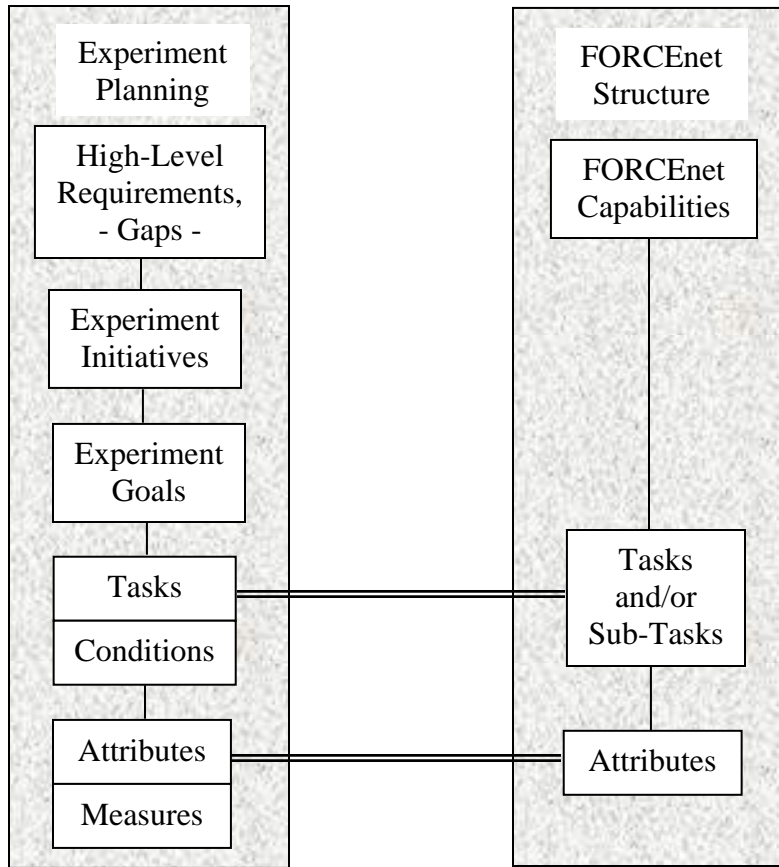 Experiment
Planning
High-Level
Requirements,
- Gaps -
Experiment
Initiatives
Experiment
Goals
Tasks
Conditions
Attributes
Measures
FORCEnet
Structure
FORCEnet
Capabilities
Tasks
and/or
Sub-Tasks
Attributes